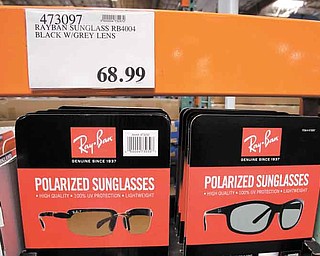 473097
RAYBAN SUNGLASS RB4004
BLACK W/GREY LENS
68.99
Ray-Ban
GENUINE SINCE 1937
POLARIZED SUNGLASSES
• HIGH QUALITY • 100% UV PROTECTION • LIGHTWEIGHT
Ray-Ban
GENUINE SINCE 1937
POLARIZED SUNGLASSES
• HIGH QUALITY • 100% UV PROTECTION • LIGHTWEIGHT